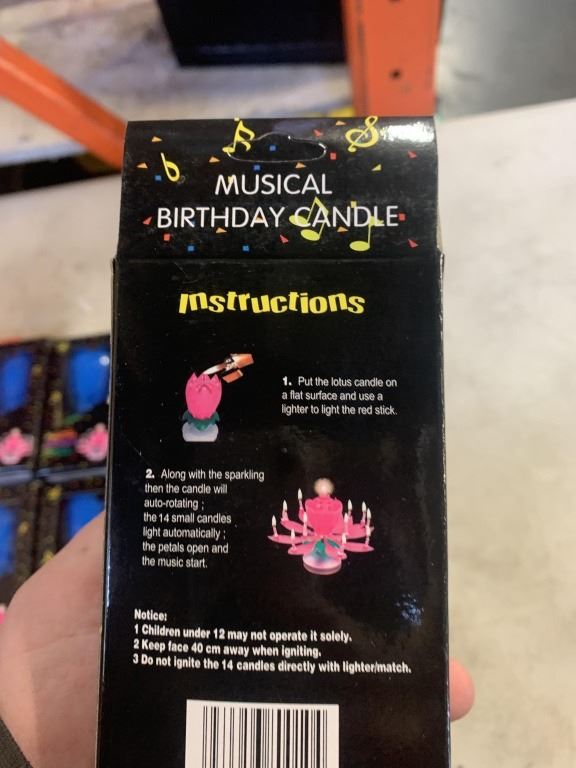 MUSICAL
BIRTHDAY CANDLE
Instructions
1. Put the lotus candle on
a flat surface and use a
lighter to light the red stick.
2. Along with the sparkling
then the candle will
auto-rotating ;
the 14 small candles
light automatically ;
the petals open and
the music start.
Notice:
1 Children under 12 may not operate it solely.
2 Keep face 40 cm away when igniting.
3 Do not ignite the 14 candles directly with lighter/match.